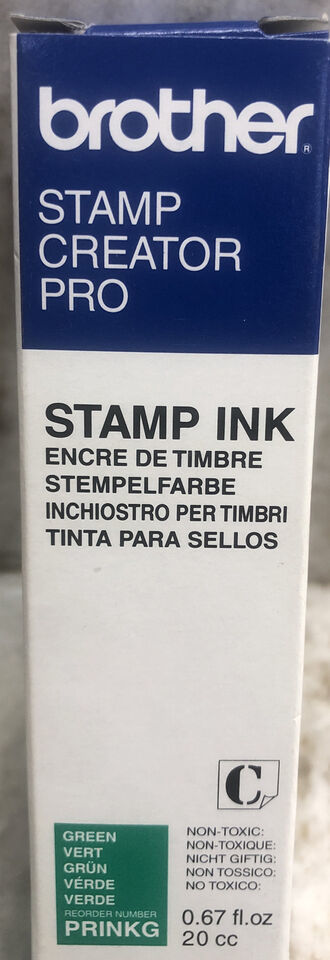 brother®
STAMP
CREATOR
PRO
STAMP INK
ENCRE DE TIMBRE
STEMPELFARBE
INCHIOSTRO PER TIMBRI
TINTA PARA SELLOS
C
GREEN
VERT
GRÜN
VÉRDE
VERDE
REORDER NUMBER
PRINKG
NON-TOXIC:
NON-TOXIQUE:
NICHT GIFTIG:
NON TOSSICO:
NO TOXICO:
0.67 fl.oz
20 cc